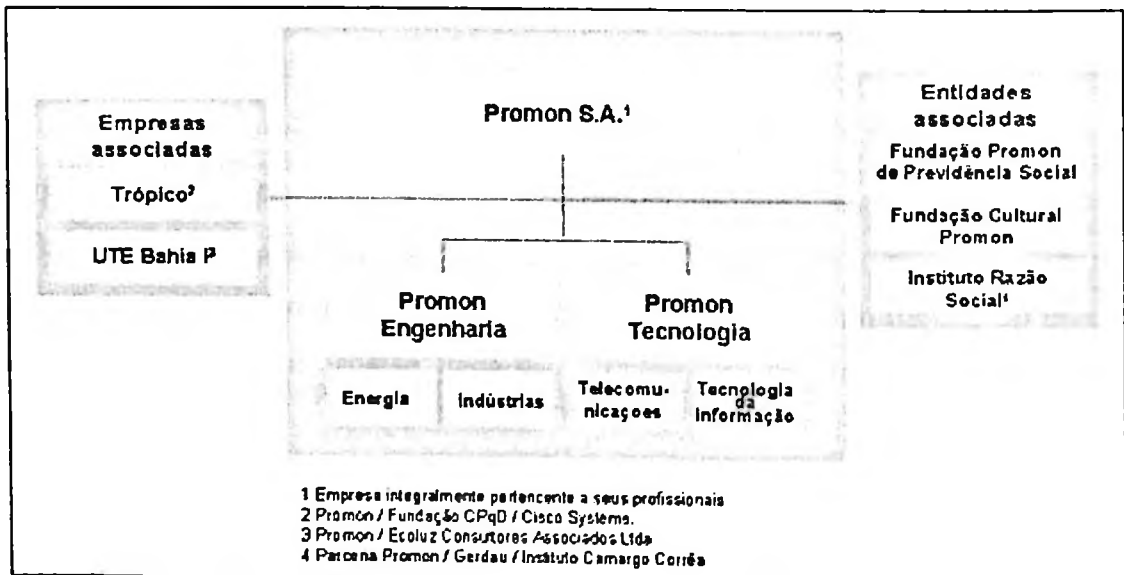 Empresas
associadas
Trópico²
UTE Bahia I³
Promon S.A.¹
Promon
Engenharia
Promon
Tecnologia
Energia
Indústrias
Telecomu-
nicaçoes
Tecnologia
da
Informação
Entidades
associadas
Fundação Promon
de Previdência Social
Fundação Cultural
Promon
Instituto Razão
Social⁴
1 Empresa integralmente pertencente a seus profissionais
2 Promon / Fundação CPqD / Cisco Systems.
3 Promon / Ecoluz Consultores Associados Ltda
4 Parceria Promon / Gerdau / Instituto Camargo Corrêa